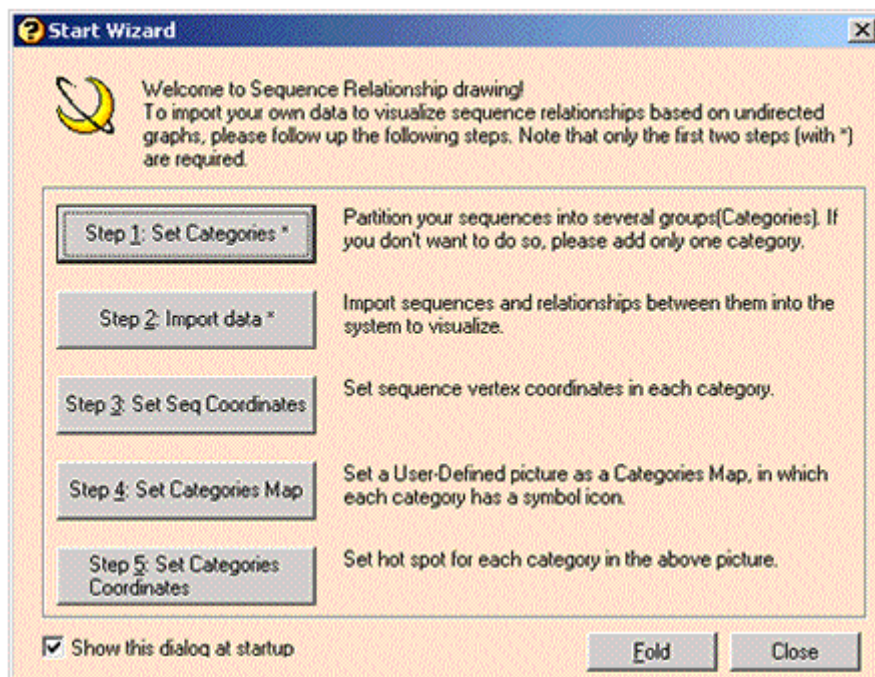 Start Wizard
Welcome to Sequence Relationship drawing!
To import your own data to visualize sequence relationships based on undirected
graphs, please follow up the following steps. Note that only the first two steps (with *)
are required.
Step 1: Set Categories *
Partition your sequences into several groups(Categories). If
you don't want to do so, please add only one category.
Step 2: Import data *
Import sequences and relationships between them into the
system to visualize.
Step 3: Set Seq Coordinates
Set sequence vertex coordinates in each category.
Step 4: Set Categories Map
Set a User-Defined picture as a Categories Map, in which
each category has a symbol icon.
Step 5: Set Categories
Coordinates
Set hot spot for each category in the above picture.
Show this dialog at startup
Fold
Close